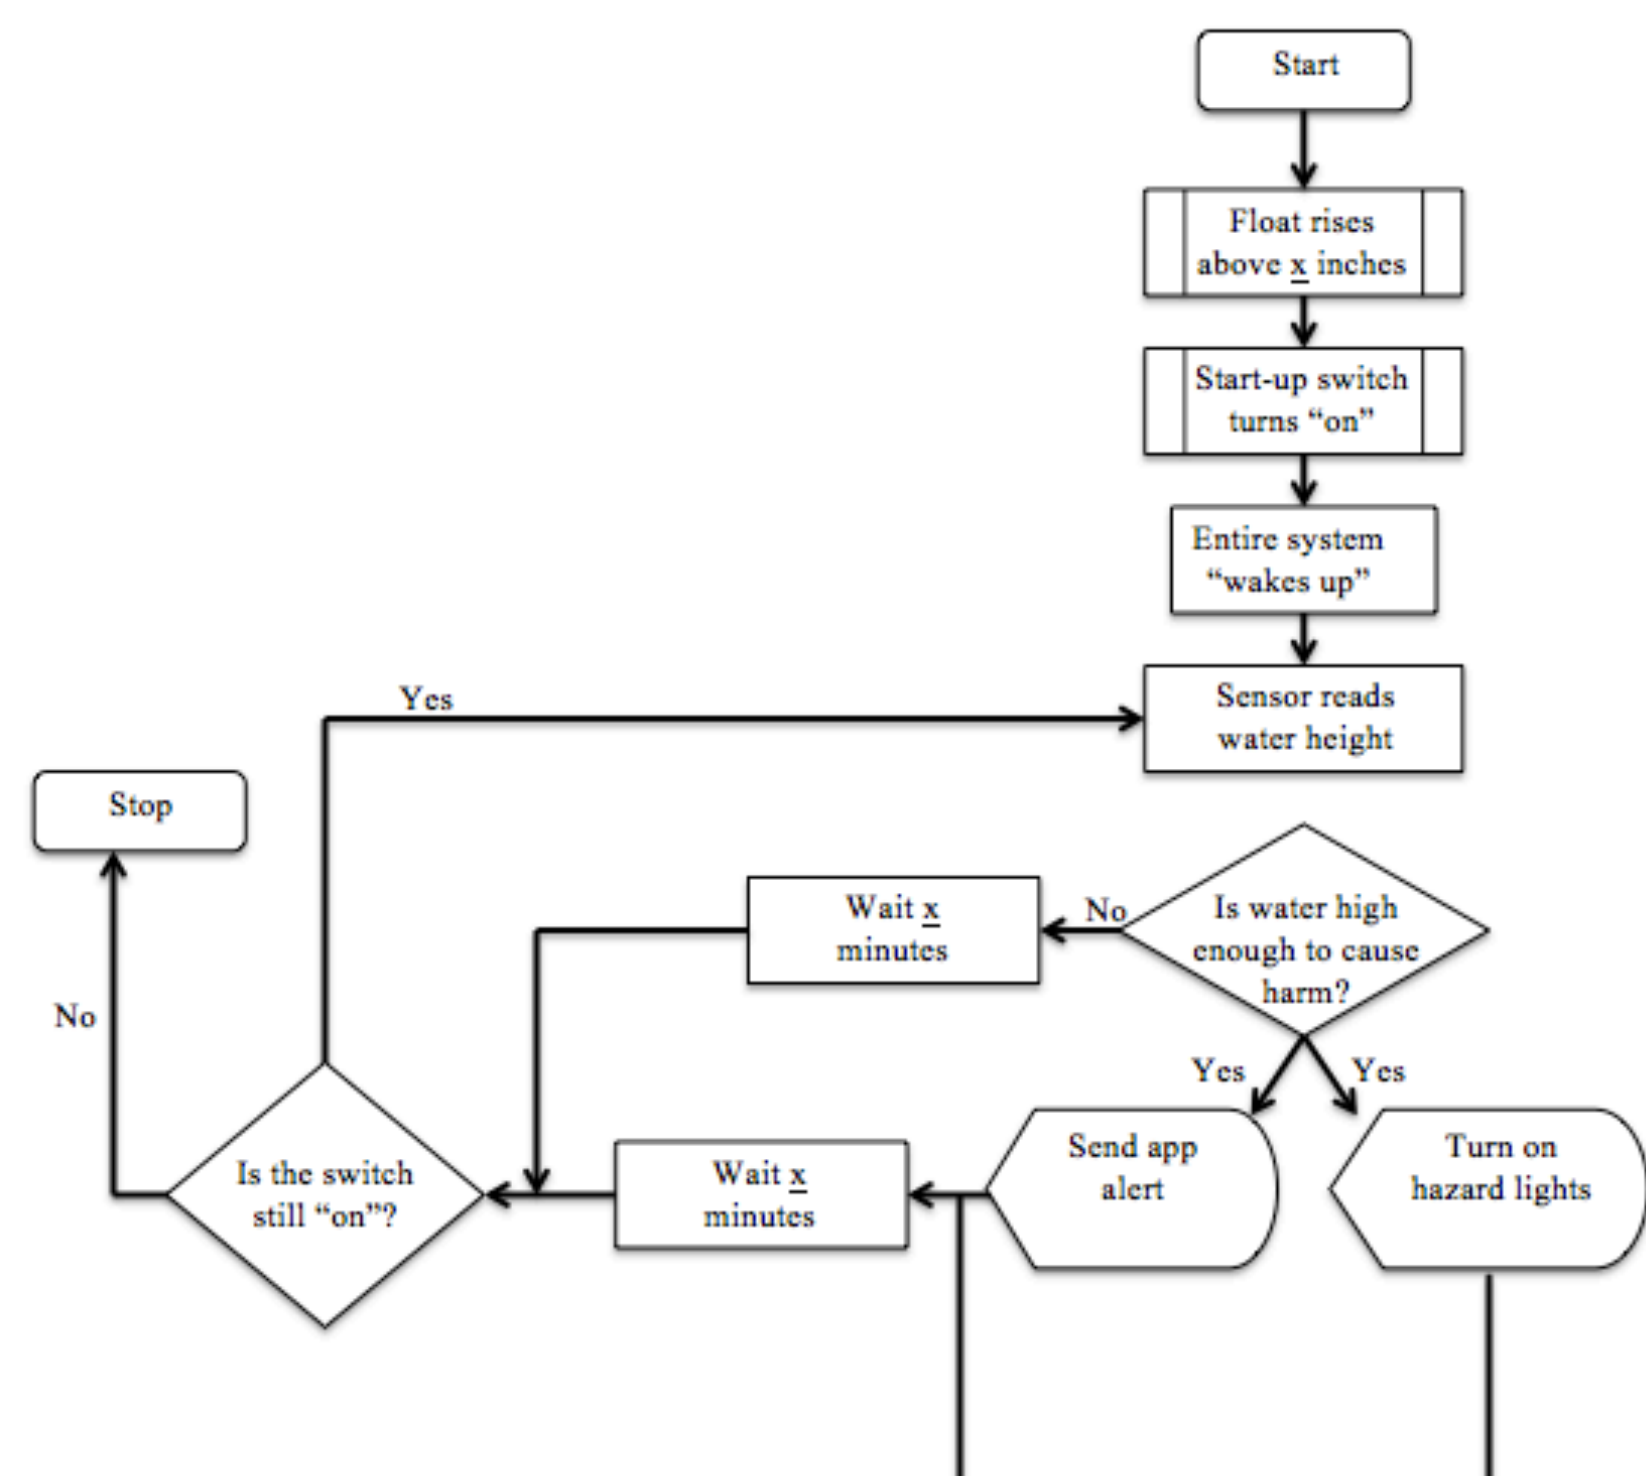 Start
Float rises
above x inches
Start-up switch
turns “on”
Entire system
“wakes up”
Yes
Sensor reads
water height
Stop
Wait x
minutes
No
Is water high
enough to cause
harm?
No
Yes
Yes
Is the switch
still “on”?
Wait x
minutes
Send app
alert
Turn on
hazard lights